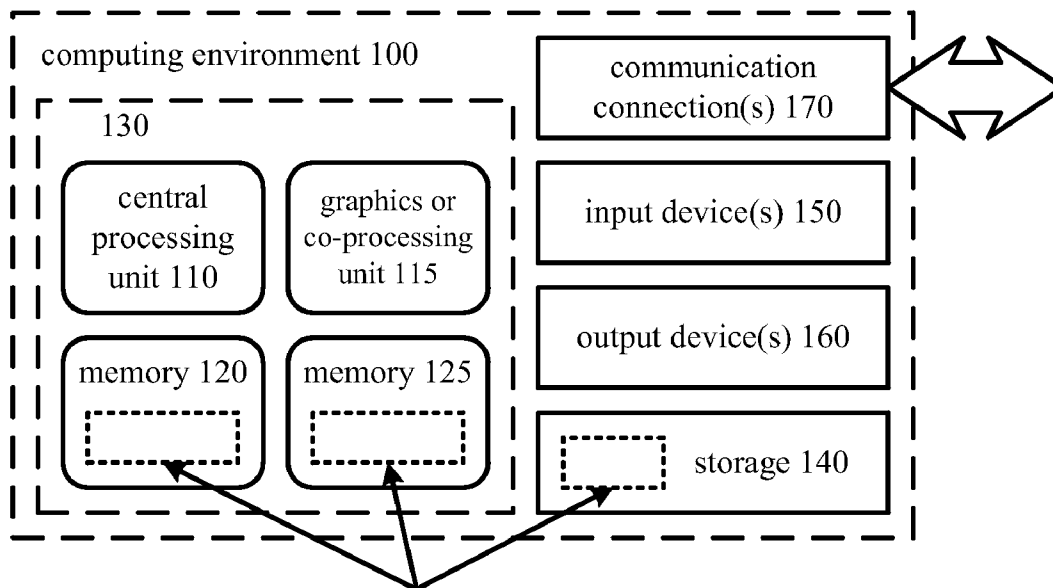 computing environment 100
130
central
processing
unit 110
graphics or
co-processing
unit 115
memory 120
memory 125
communication
connection(s) 170
input device(s) 150
output device(s) 160
storage 140